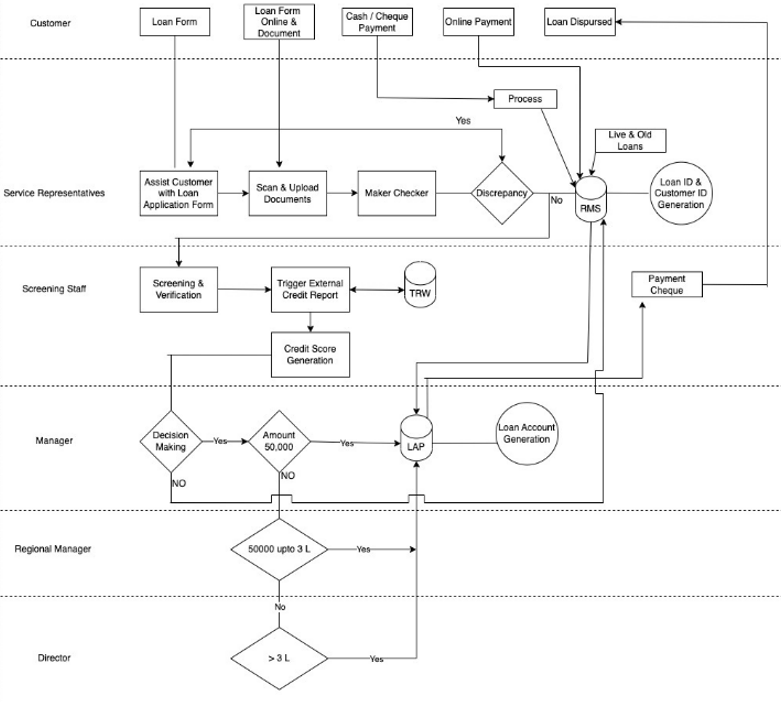 Customer
Loan Form
Loan Form
Online &
Document
Cash / Cheque
Payment
Online Payment
Loan Dispursed
Process
Yes
Live & Old
Loans
Service Representatives
Assist Customer
with Loan
Application Form
Scan & Upload
Documents
Maker Checker
Discrepancy
No
RMS
Loan ID &
Customer ID
Generation
Screening Staff
Screening &
Verification
Trigger External
Credit Report
TRW
Payment
Cheque
Credit Score
Generation
Manager
Decision
Making
Yes
Amount
50,000
Yes
LAP
Loan Account
Generation
NO
NO
Regional Manager
50000 upto 3 L
Yes
No
Director
> 3 L
Yes